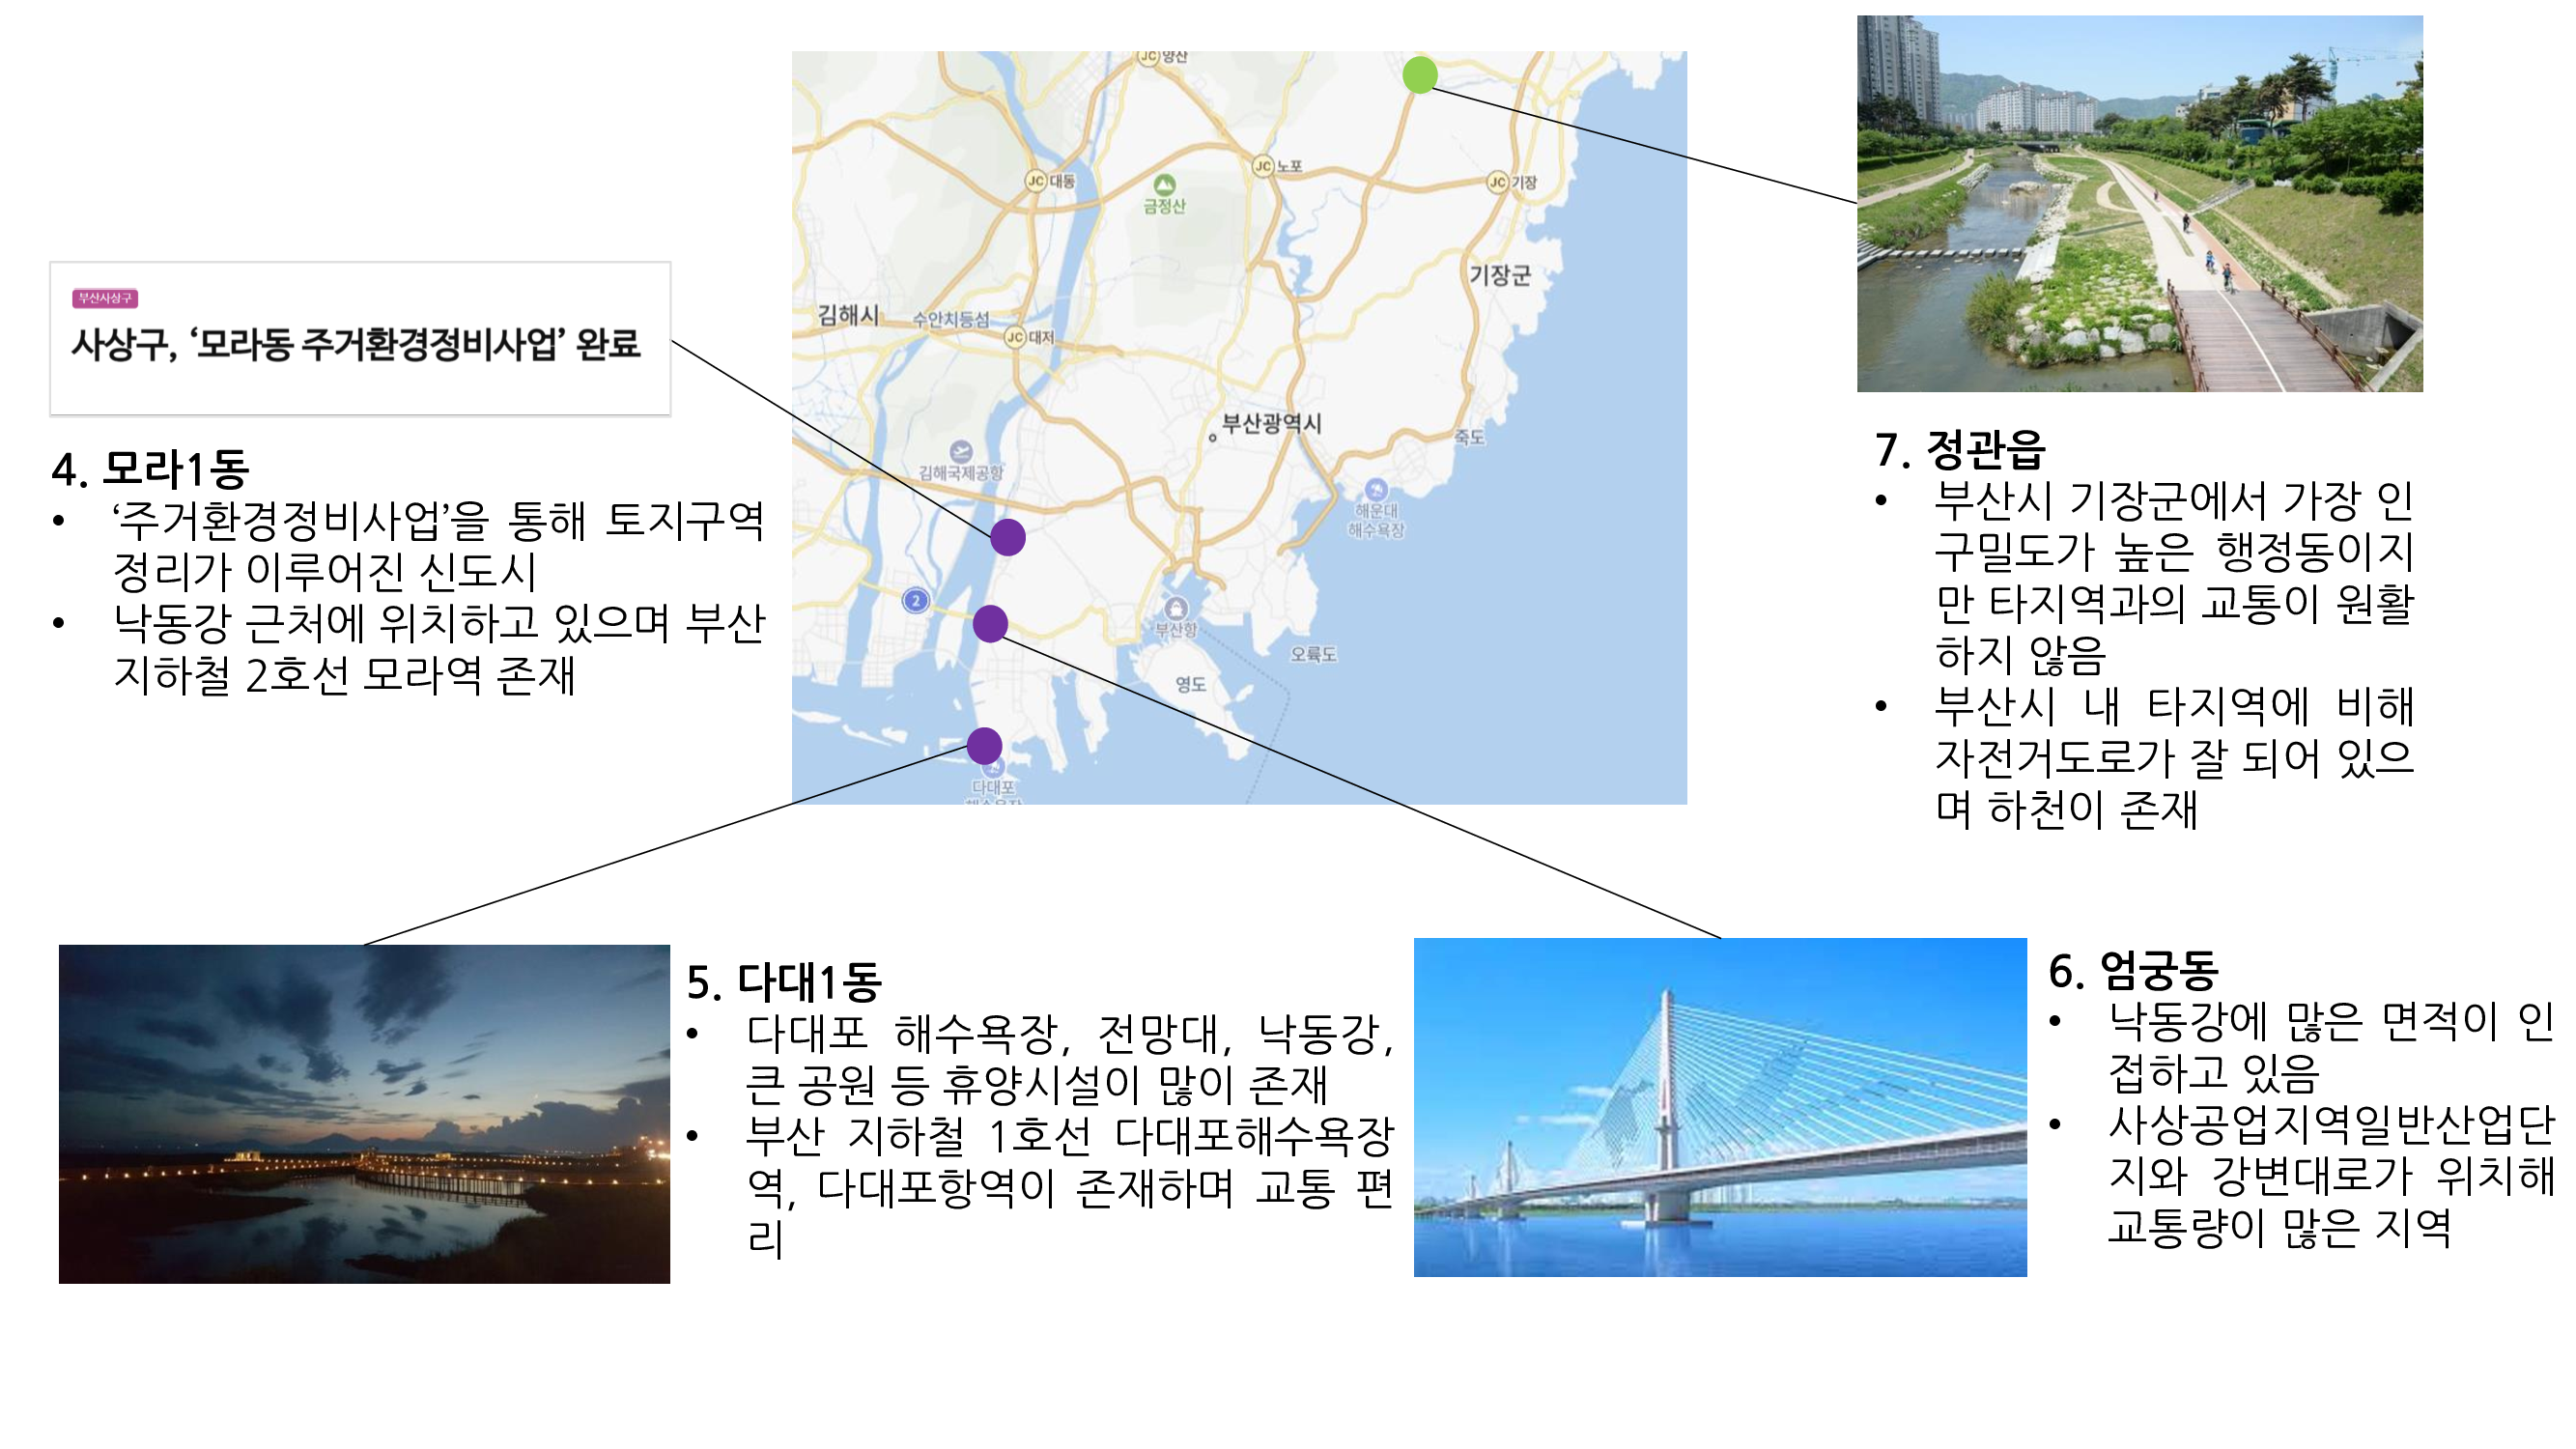 부산시상구
사상구, ‘모라동 주거환경정비사업’ 완료
4. 모라1동
• ‘주거환경정비사업’을 통해 토지구역
정리가 이루어진 신도시
• 낙동강 근처에 위치하고 있으며 부산
지하철 2호선 모라역 존재
JC 양산
JC 노포
JC 대동
JC 기장
금정산
기장군
김해시
수안치등섬
JC 대저
부산광역시
죽도
김해국제공항
해운대
해수욕장
2
부산항
오륙도
영도
다대포
7. 정관읍
• 부산시 기장군에서 가장 인
구밀도가 높은 행정동이지
만 타지역과의 교통이 원활
하지 않음
• 부산시 내 타지역에 비해
자전거도로가 잘 되어 있으
며 하천이 존재
5. 다대1동
• 다대포 해수욕장, 전망대, 낙동강,
큰 공원 등 휴양시설이 많이 존재
• 부산 지하철 1호선 다대포해수욕장
역, 다대포항역이 존재하며 교통 편
리
6. 엄궁동
• 낙동강에 많은 면적이 인
접하고 있음
• 사상공업지역일반산업단
지와 강변대로가 위치해
교통량이 많은 지역